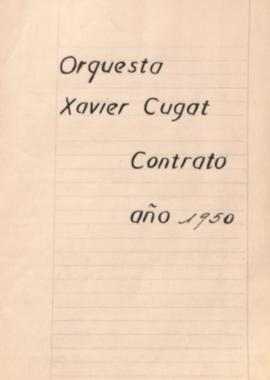 Orquesta
Xavier Cugat
Contrato
año 1950